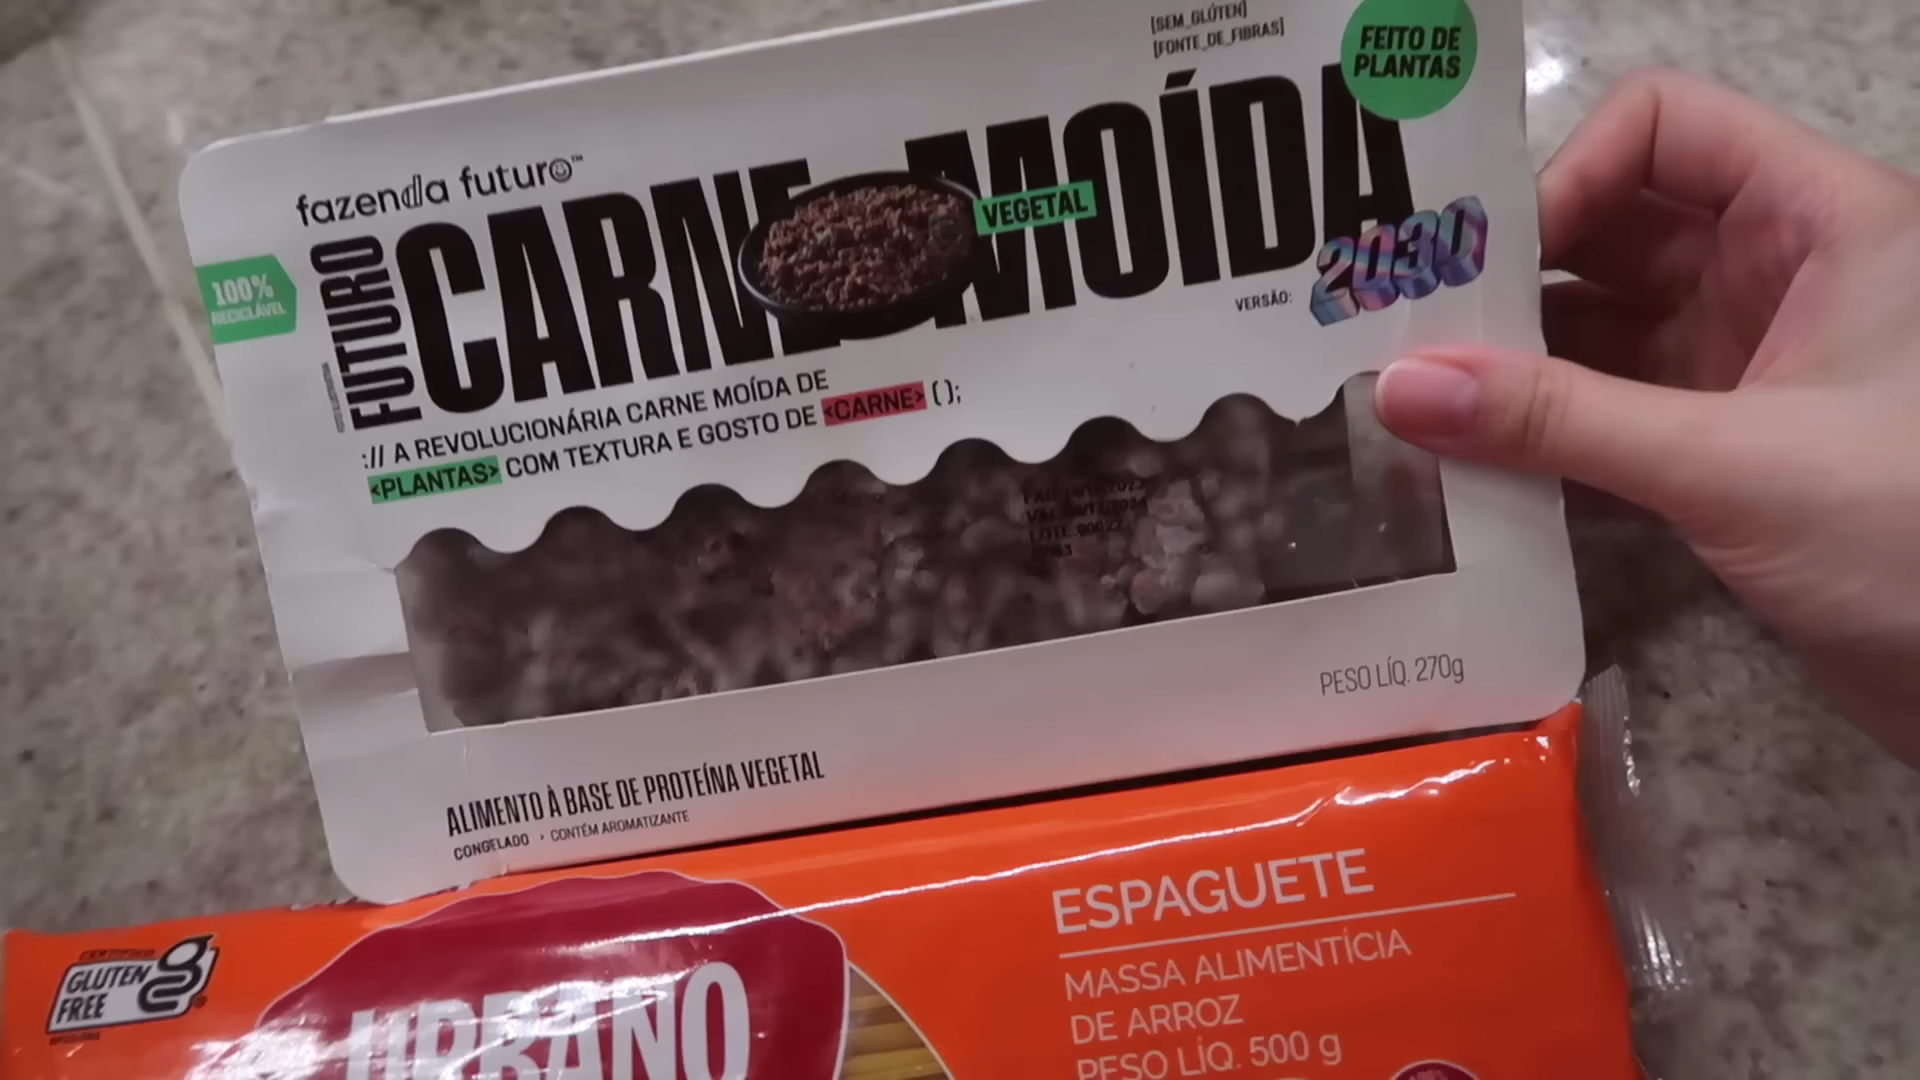 [SEM_GLÚTEN]
[FONTE_DE_FIBRAS]
FEITO DE
PLANTAS
fazenda futuro™
100%
RECICLÁVEL
FUTURO
CARNE MOÍDA
VEGETAL
VERSÃO: 2030
:// A REVOLUCIONÁRIA CARNE MOÍDA DE
<PLANTAS> COM TEXTURA E GOSTO DE <CARNE> ();
PESO LÍQ. 270g
ALIMENTO À BASE DE PROTEÍNA VEGETAL
CONGELADO › CONTÉM AROMATIZANTE
CERTIFIED
GLUTEN
FREE
URBANO
ESPAGUETE
MASSA ALIMENTÍCIA
DE ARROZ
PESO LÍQ. 500 g